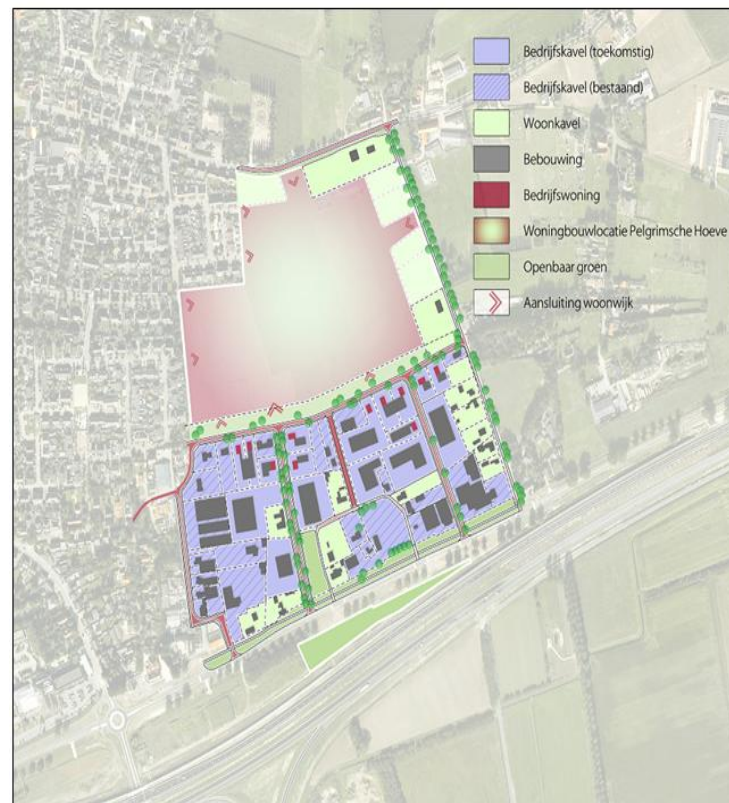 Bedrijfskavel (toekomstig)
Bedrijfskavel (bestaand)
Woonkavel
Bebouwing
Bedrijfswoning
Woningbouwlocatie Pelgrimsche Hoeve
Openbaar groen
Aansluiting woonwijk